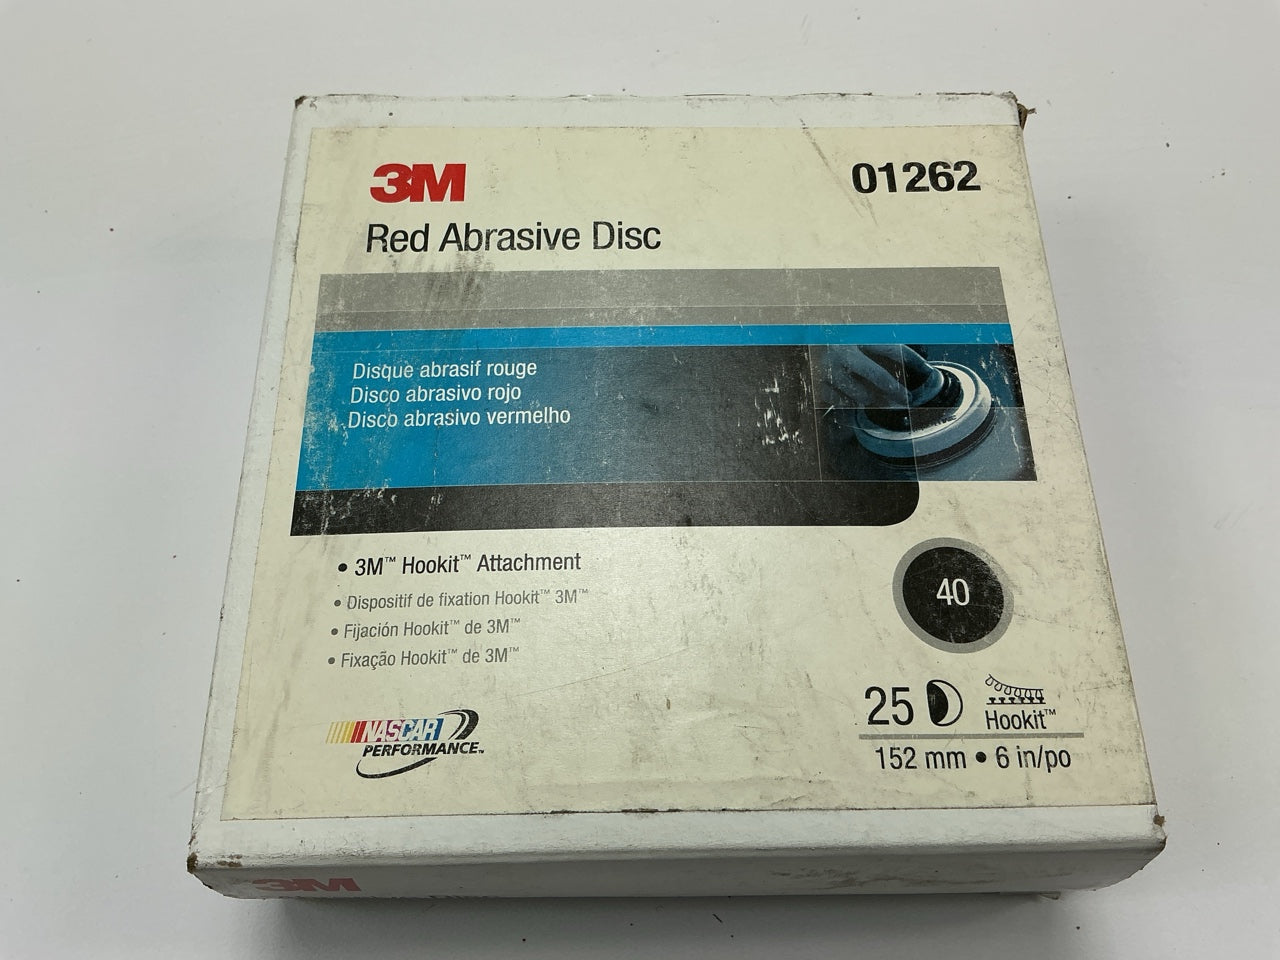 3M
01262
Red Abrasive Disc
Disque abrasif rouge
Disco abrasivo rojo
Disco abrasivo vermelho
• 3M™ Hookit™ Attachment
• Dispositif de fixation Hookit™ 3M™
• Fijación Hookit™ de 3M™
• Fixação Hookit™ de 3M™
40
25
Hookit™
152 mm • 6 in/po
NASCAR
PERFORMANCE™
3M